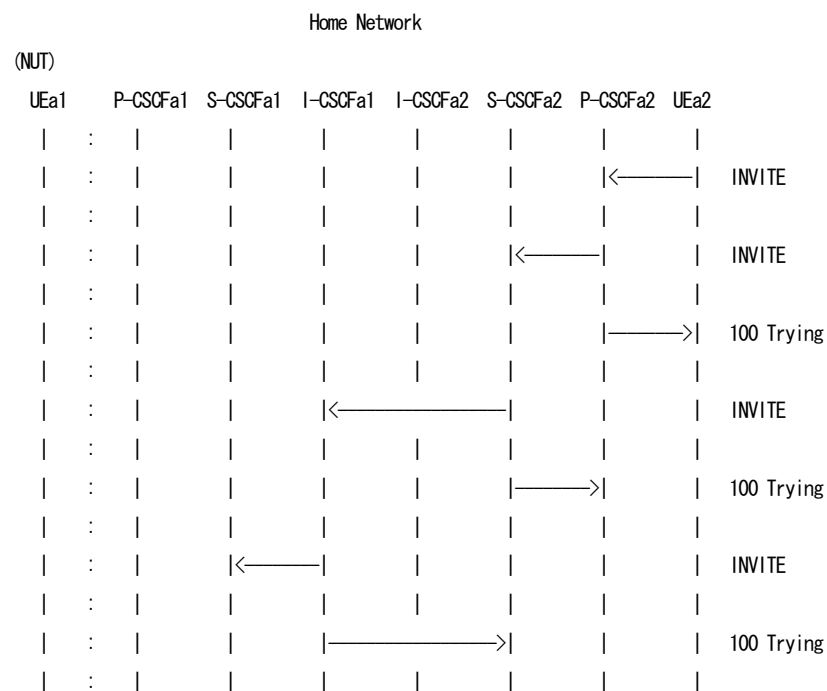 Home Network
(NUT)
UEa1 P-CSCFa1 S-CSCFa1 I-CSCFa1 I-CSCFa2 S-CSCFa2 P-CSCFa2 UEa2
INVITE
INVITE
100 Trying
INVITE
100 Trying
INVITE
100 Trying